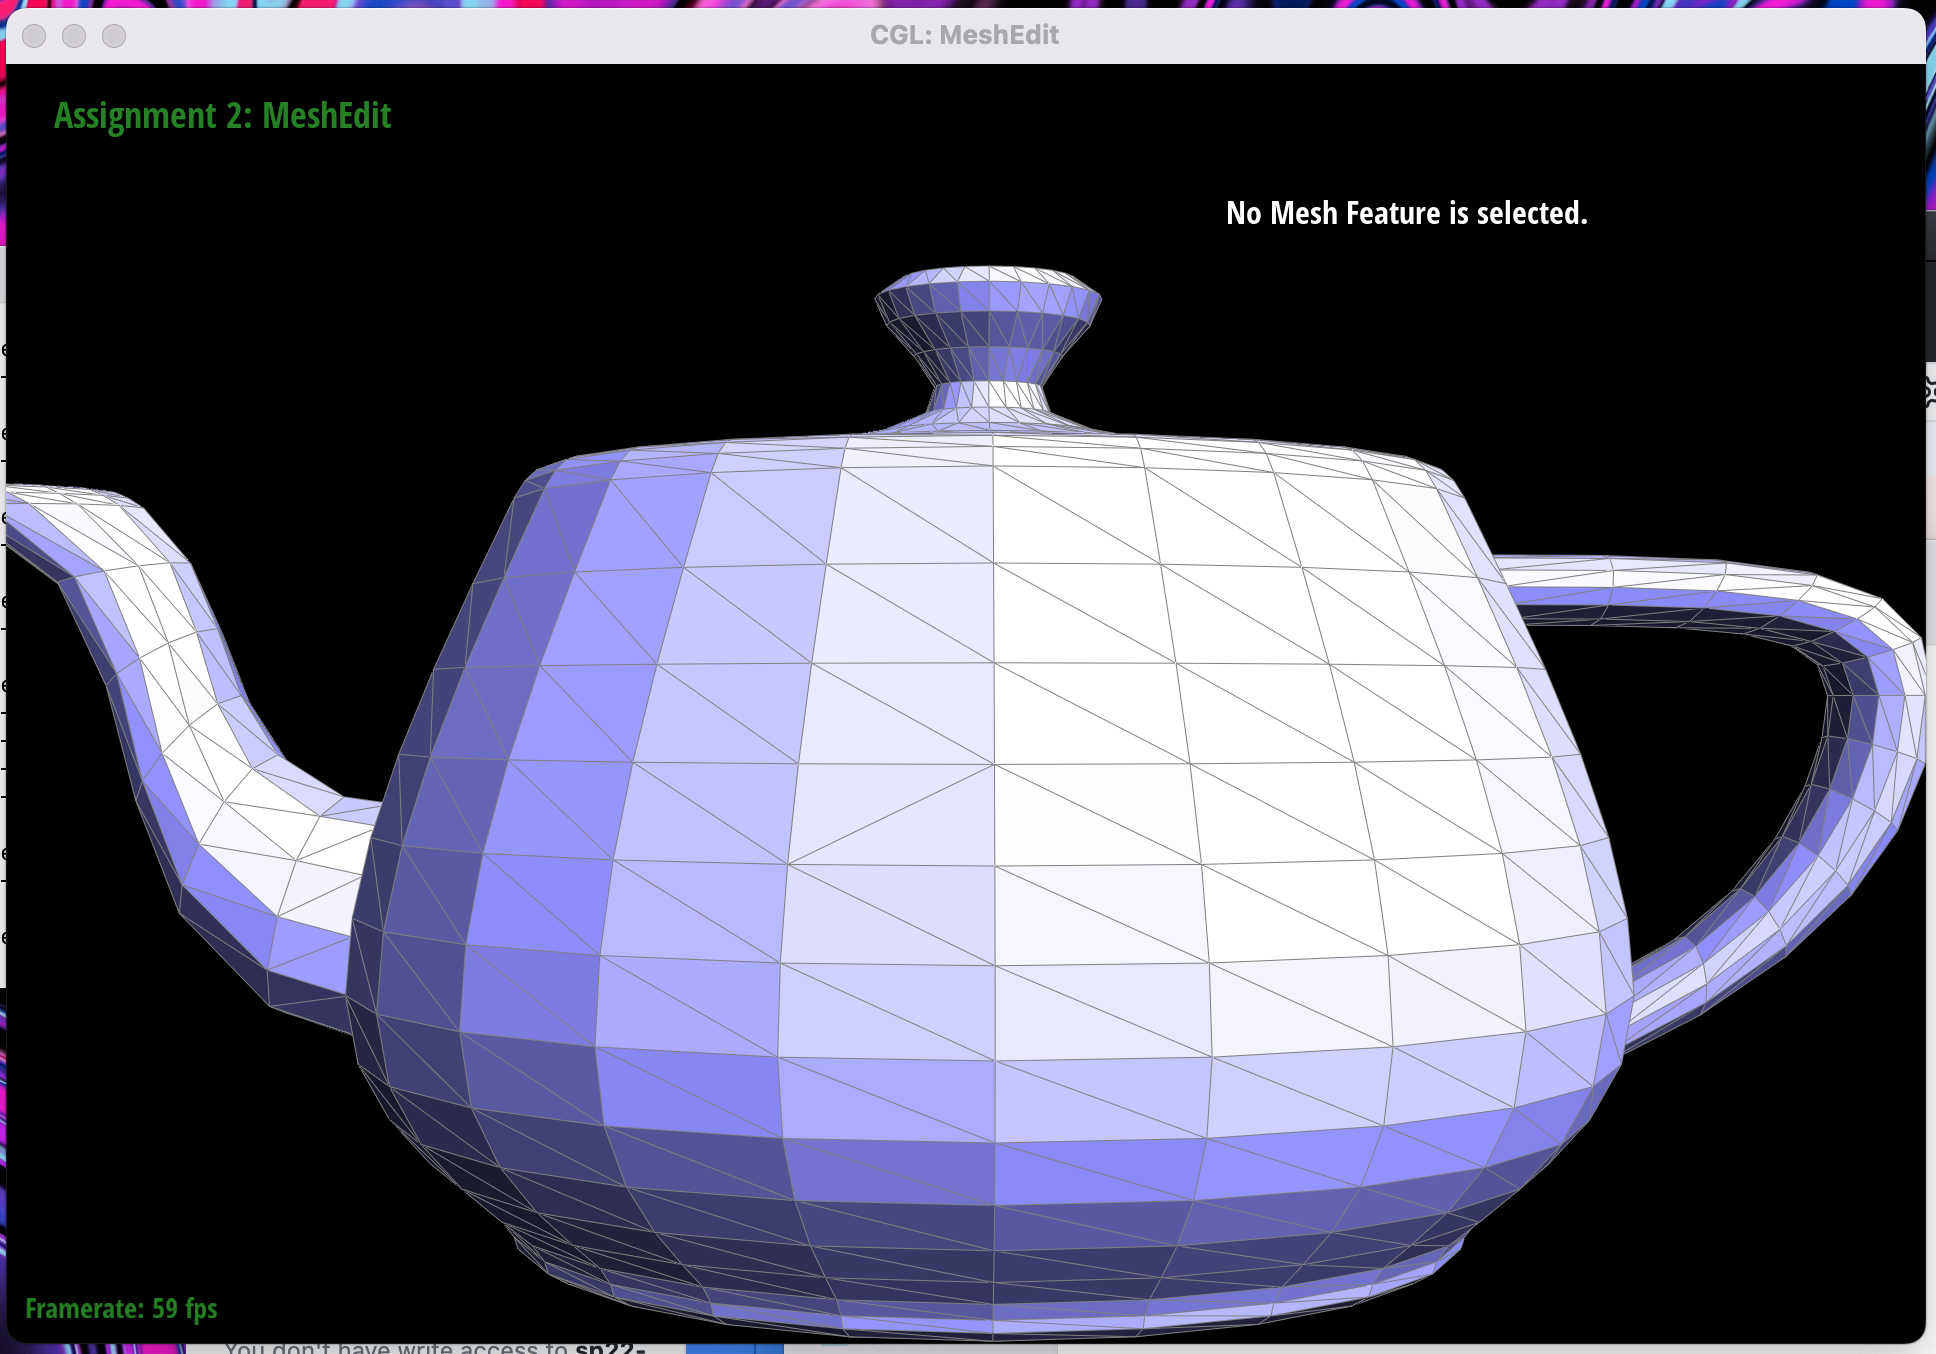 CGL: MeshEdit
Assignment 2: MeshEdit
No Mesh Feature is selected.
Framerate: 59 fps
You don't have write access to sp22-